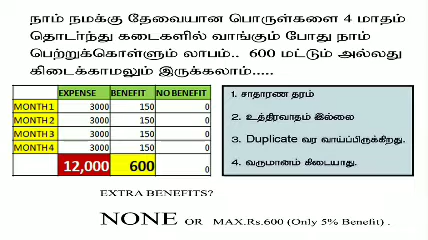 நாம் நமக்கு தேவையான பொருள்களை 4 மாதம்
தொடர்ந்து கடைகளில் வாங்கும் போது நாம்
பெற்றுக்கொள்ளும் லாபம்.. 600 மட்டும் அல்லது
கிடைக்காமலும் இருக்கலாம்.....
EXPENSE BENEFIT NO BENEFIT
MONTH1 3000 150 0
MONTH2 3000 150 0
MONTH3 3000 150 0
MONTH4 3000 150 0
12,000 600 0
1. சாதாரண தரம்
2. உத்திரவாதம் இல்லை
3. Duplicate வர வாய்ப்பிருக்கிறது.
4. வருமானம் கிடையாது.
EXTRA BENEFITS?
NONE OR MAX.Rs.600 (Only 5% Benefit) .